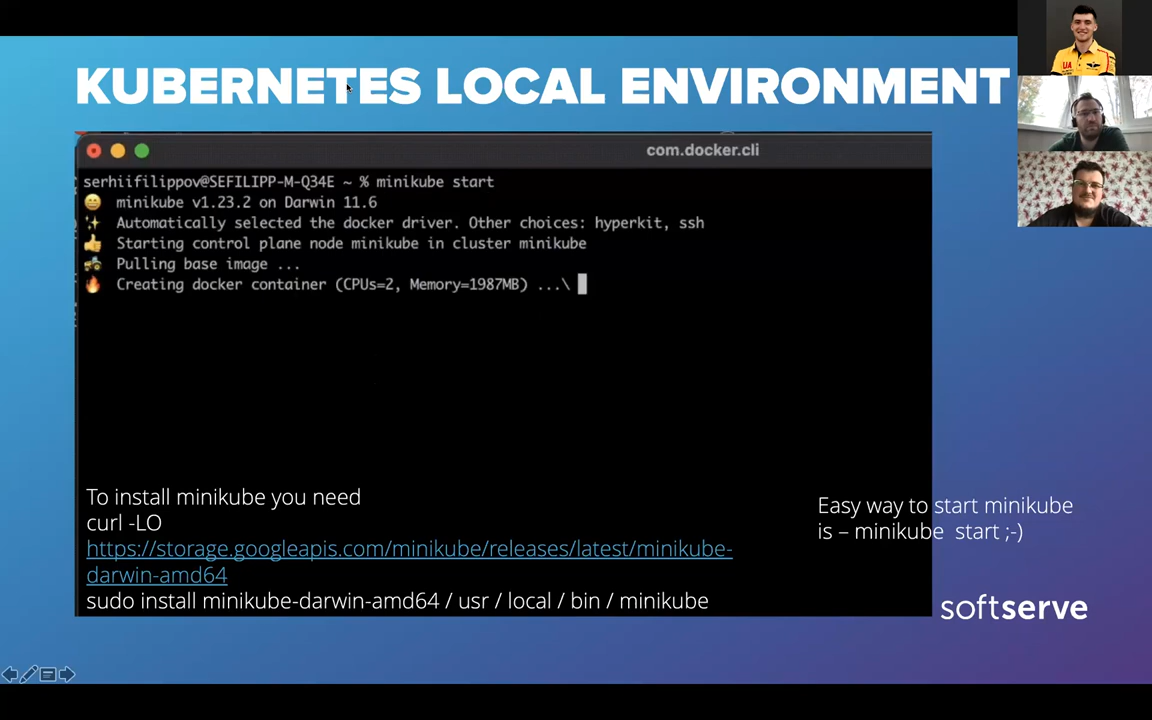 KUBERNETES LOCAL ENVIRONMENT
com.docker.cli
serhiifilippov@SEFILIPP-M-Q34E ~ % minikube start
minikube v1.23.2 on Darwin 11.6
Automatically selected the docker driver. Other choices: hyperkit, ssh
Starting control plane node minikube in cluster minikube
Pulling base image ...
Creating docker container (CPUs=2, Memory=1987MB) ...\
To install minikube you need
curl -LO
https://storage.googleapis.com/minikube/releases/latest/minikube-
darwin-amd64
sudo install minikube-darwin-amd64 / usr / local / bin / minikube
Easy way to start minikube
is – minikube  start ;-)
softserve
UA